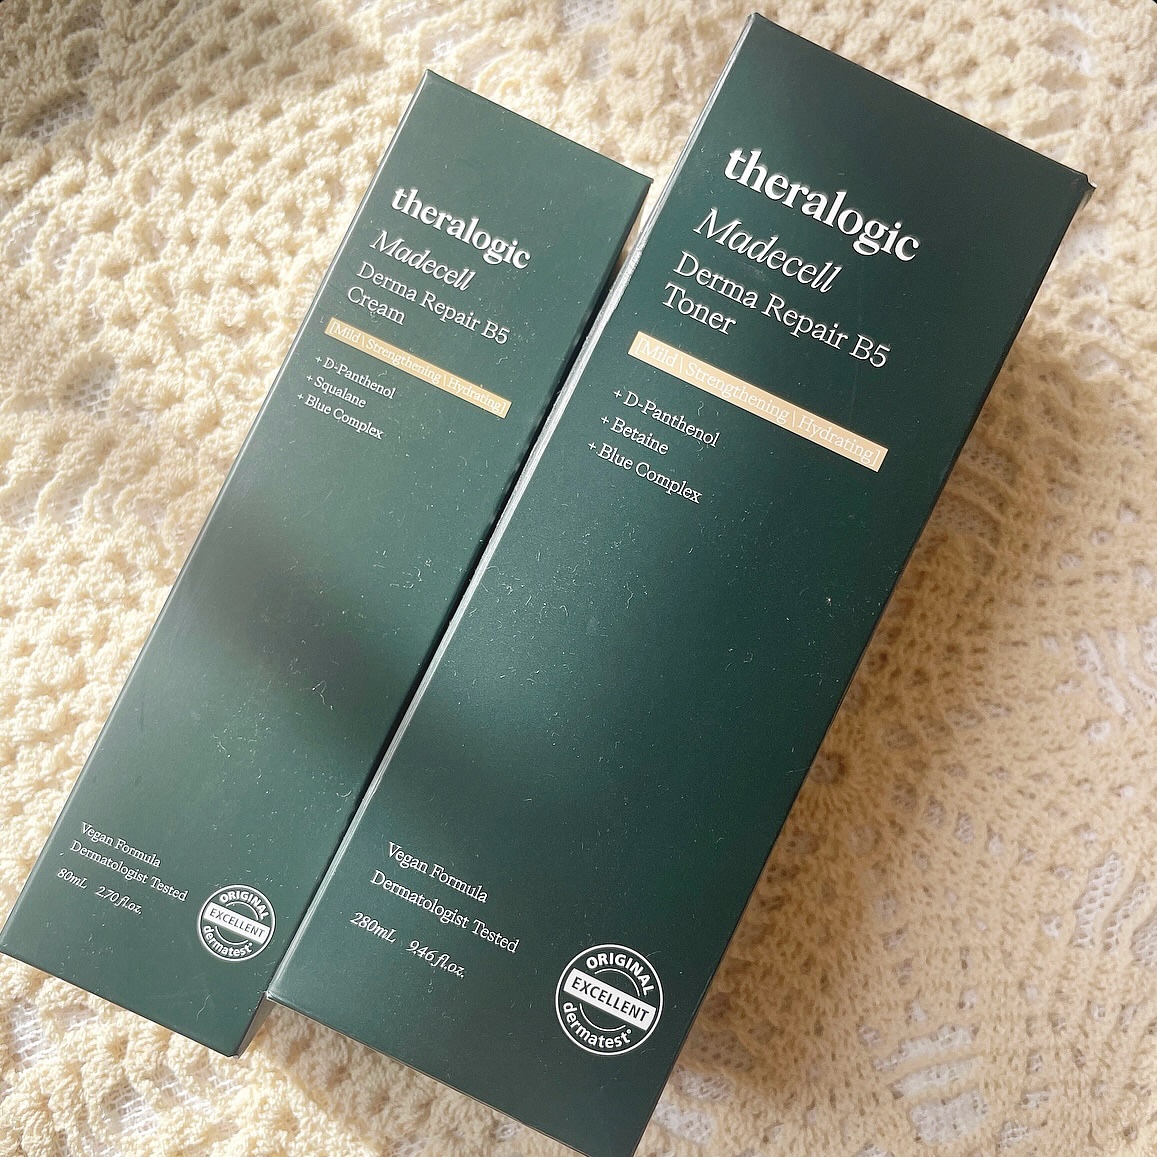 theralogic
Madecell
Derma Repair B5
Cream
[Mild \ Strengthening \ Hydrating]
+ D-Panthenol
+ Squalane
+ Blue Complex
Vegan Formula
Dermatologist Tested
80mL 2.70 fl.oz.
ORIGINAL
EXCELLENT
dermatest®
theralogic
Madecell
Derma Repair B5
Toner
[Mild \ Strengthening \ Hydrating]
+ D-Panthenol
+ Betaine
+ Blue Complex
Vegan Formula
Dermatologist Tested
280mL 9.46 fl.oz.
ORIGINAL
EXCELLENT
dermatest®